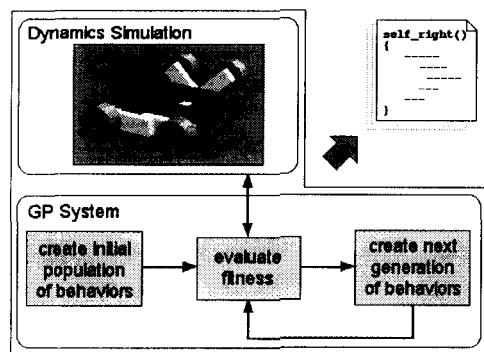 Dynamics Simulation
self_right()
{
}
GP System
create initial
population
of behaviors
evaluate
fitness
create next
generation
of behaviors